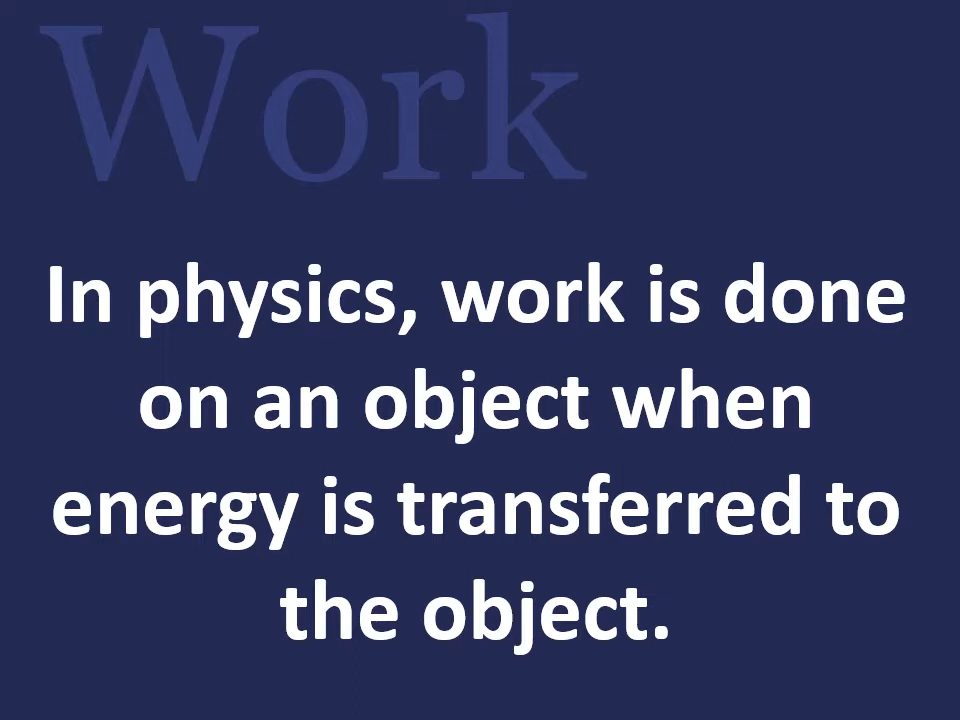 Work
In physics, work is done
on an object when
energy is transferred to
the object.